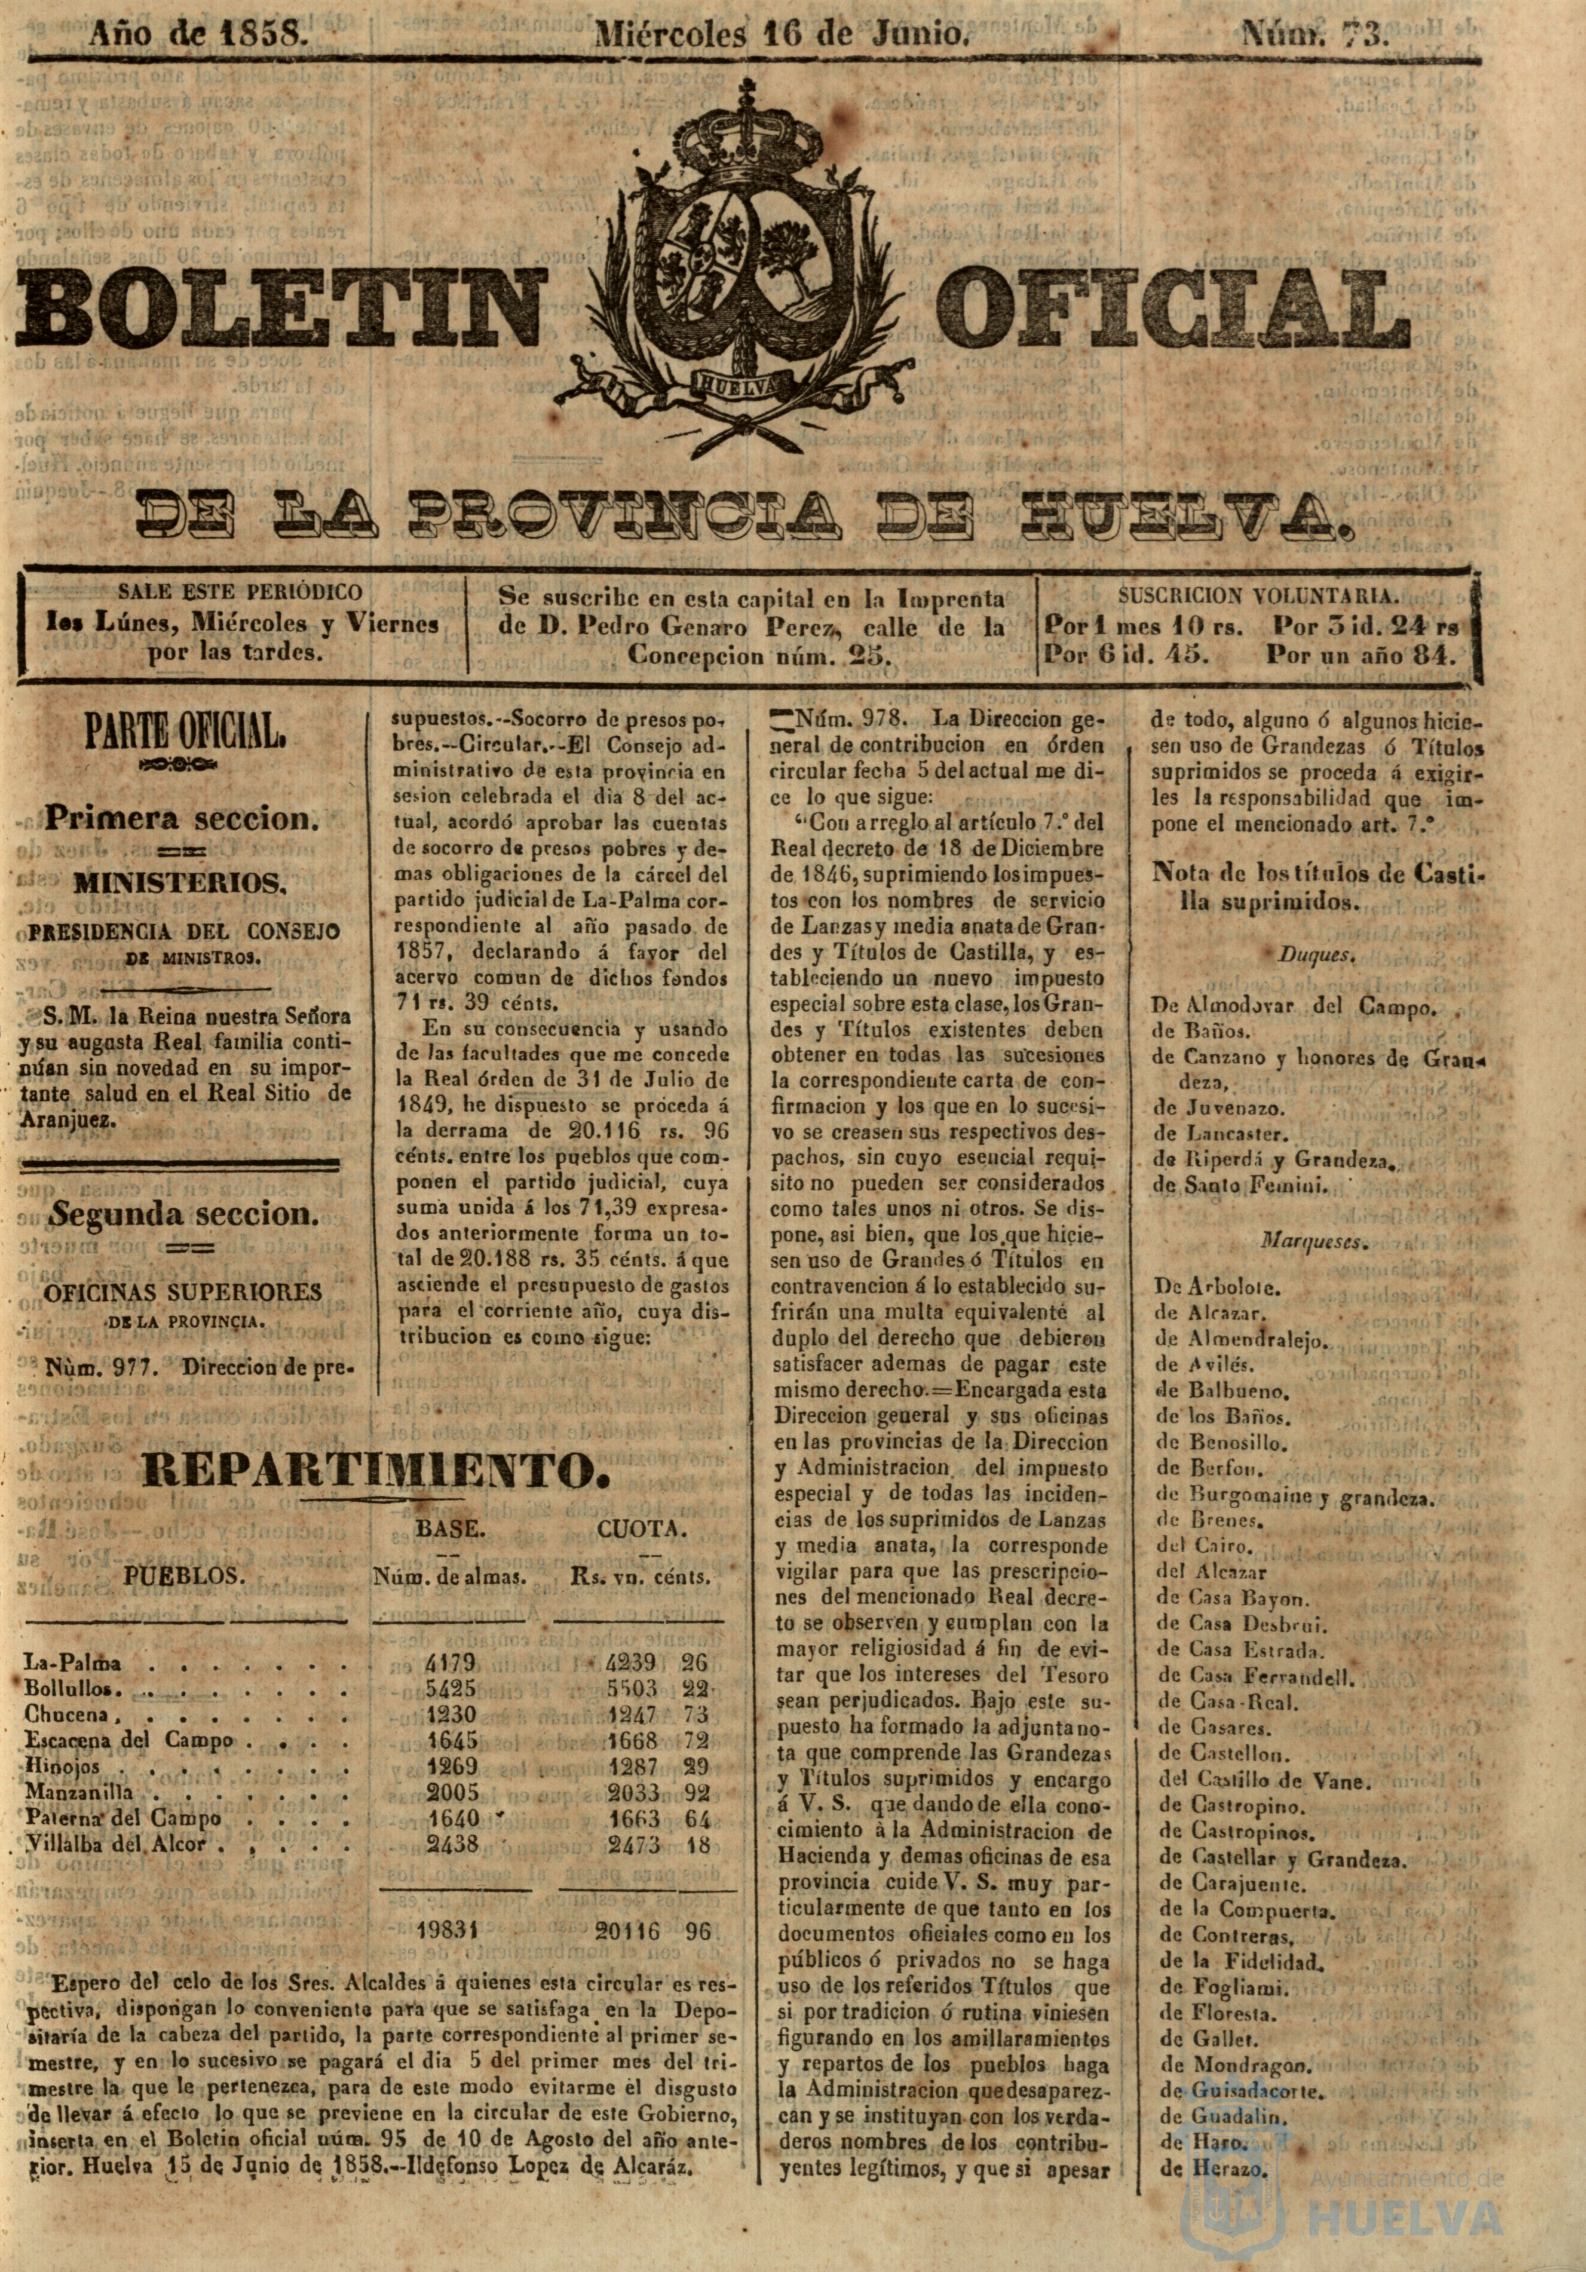 Año de 1858.
Miércoles 16 de Junio.
Núm. 73.
BOLETIN
HUELVA
OFICIAL
DE LA PROVINCIA DE HUELVA.
SALE ESTE PERIÓDICO
los Lúnes, Miércoles y Viernes
por las tardes.
Se suscribe en esta capital en la Imprenta
de D. Pedro Genaro Perez, calle de la
Concepcion núm. 25.
SUSCRICION VOLUNTARIA.
Por 1 mes 10 rs. Por 3 id. 24 rs
Por 6 id. 45. Por un año 84.
PARTE OFICIAL.
Primera seccion.
MINISTERIOS.
PRESIDENCIA DEL CONSEJO
DE MINISTROS.
S. M. la Reina nuestra Señora
y su augusta Real familia conti-
núan sin novedad en su impor-
tante salud en el Real Sitio de
Aranjuez.
Segunda seccion.
OFICINAS SUPERIORES
DE LA PROVINCIA.
Núm. 977. Direccion de pre-
supuestos.--Socorro de presos po-
bres.--Circular.--El Consejo ad-
ministrativo de esta provincia en
sesion celebrada el dia 8 del ac-
tual, acordó aprobar las cuentas
de socorro de presos pobres y de-
mas obligaciones de la cárcel del
partido judicial de La-Palma cor-
respondiente al año pasado de
1857, declarando á favor del
acervo comun de dichos fondos
71 rs. 39 cénts.
En su consecuencia y usando
de las facultades que me concede
la Real órden de 31 de Julio de
1849, he dispuesto se proceda á
la derrama de 20.116 rs. 96
cénts. entre los pueblos que com-
ponen el partido judicial, cuya
suma unida á los 71,39 expresa-
dos anteriormente forma un to-
tal de 20.188 rs. 35 cénts. á que
asciende el presupuesto de gastos
para el corriente año, cuya dis-
tribucion es como sigue:
REPARTIMIENTO.
BASE. CUOTA.
PUEBLOS. Núm. de almas. Rs. vn. cénts.
La-Palma . . . . . . . 4179 4239 26
Bollullos. . . . . . . . 5425 5503 22
Chucena . . . . . . . 1230 1247 73
Escacena del Campo . . . . 1645 1668 72
Hinojos . . . . . . . . 1269 1287 29
Manzanilla . . . . . . . 2005 2033 92
Paterna del Campo . . . . 1640 1663 64
Villalba del Alcor . . . . . 2438 2473 18
19831 20116 96
Espero del celo de los Sres. Alcaldes á quienes esta circular es res-
pectiva, dispongan lo conveniente para que se satisfaga en la Depo-
sitaría de la cabeza del partido, la parte correspondiente al primer se-
mestre, y en lo sucesivo se pagará el dia 5 del primer mes del tri-
mestre la que le pertenezca, para de este modo evitarme el disgusto
de llevar á efecto lo que se previene en la circular de este Gobierno,
inserta en el Boletin oficial núm. 95 de 10 de Agosto del año ante-
rior. Huelva 15 de Junio de 1858.--Ildefonso Lopez de Alcaráz.
Núm. 978. La Direccion ge-
neral de contribucion en órden
circular fecha 5 del actual me di-
ce lo que sigue:
"Con arreglo al artículo 7.° del
Real decreto de 18 de Diciembre
de 1846, suprimiendo los impues-
tos con los nombres de servicio
de Lanzas y media anata de Gran-
des y Títulos de Castilla, y es-
tableciendo un nuevo impuesto
especial sobre esta clase, los Gran-
des y Títulos existentes deben
obtener en todas las sucesiones
la correspondiente carta de con-
firmacion y los que en lo sucesi-
vo se creasen sus respectivos des-
pachos, sin cuyo esencial requi-
sito no pueden ser considerados
como tales unos ni otros. Se dis-
pone, asi bien, que los que hicie-
sen uso de Grandes ó Títulos en
contravencion á lo establecido su-
frirán una multa equivalente al
duplo del derecho que debieron
satisfacer ademas de pagar este
mismo derecho.=Encargada esta
Direccion general y sus oficinas
en las provincias de la Direccion
y Administracion del impuesto
especial y de todas las inciden-
cias de los suprimidos de Lanzas
y media anata, la corresponde
vigilar para que las prescripcio-
nes del mencionado Real decre-
to se observen y cumplan con la
mayor religiosidad á fin de evi-
tar que los intereses del Tesoro
sean perjudicados. Bajo este su-
puesto ha formado la adjunta no-
ta que comprende las Grandezas
y Títulos suprimidos y encargo
á V. S. que dando de ella cono-
cimiento á la Administracion de
Hacienda y demas oficinas de esa
provincia cuide V. S. muy par-
ticularmente de que tanto en los
documentos oficiales como en los
públicos ó privados no se haga
uso de los referidos Títulos que
si por tradicion ó rutina viniesen
figurando en los amillaramientos
y repartos de los pueblos haga
la Administracion que desaparez-
can y se instituyan con los verda-
deros nombres de los contribu-
yentes legítimos, y que si apesar
de todo, alguno ó algunos hicie-
sen uso de Grandezas ó Títulos
suprimidos se proceda á exigir-
les la responsabilidad que im-
pone el mencionado art. 7.°
Nota de los títulos de Casti-
lla suprimidos.
Duques.
De Almodovar del Campo.
de Baños.
de Canzano y honores de Gran-
deza,
de Juvenazo.
de Lancaster.
de Riperdá y Grandeza.
de Santo Femini.
Marqueses.
De Arbolote.
de Alcazar.
de Almendralejo.
de Avilés.
de Balbueno.
de los Baños.
de Benosillo.
de Berfon.
de Burgomaine y grandeza.
de Brenes.
del Cairo.
del Alcazar
de Casa Bayon.
de Casa Desbrui.
de Casa Estrada.
de Casa Ferrandell.
de Casa-Real.
de Casares.
de Castellon.
del Castillo de Vane.
de Castropino.
de Castropinos.
de Castellar y Grandeza.
de Carajuente.
de la Compuerta.
de Contreras,
de la Fidelidad.
de Fogliami.
de Floresta.
de Gallet.
de Mondragon.
de Guisadacorte.
de Guadalin.
de Haro.
de Herazo.
Ayuntamiento de
HUELVA